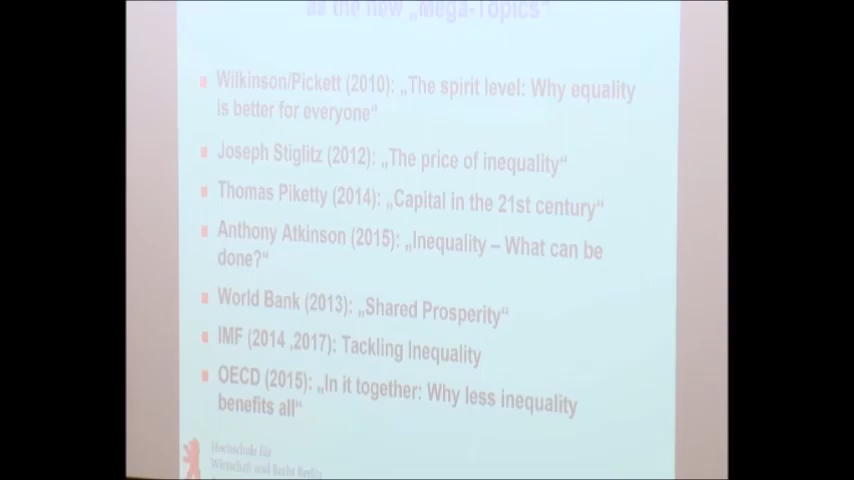 as the new „Mega-Topics“
Wilkinson/Pickett (2010): „The spirit level: Why equality
is better for everyone“
Joseph Stiglitz (2012): „The price of inequality“
Thomas Piketty (2014): „Capital in the 21st century“
Anthony Atkinson (2015): „Inequality – What can be
done?“
World Bank (2013): „Shared Prosperity“
IMF (2014 ,2017): Tackling Inequality
OECD (2015): „In it together: Why less inequality
benefits all“
Hochschule für
Wirtschaft und Recht Berlin